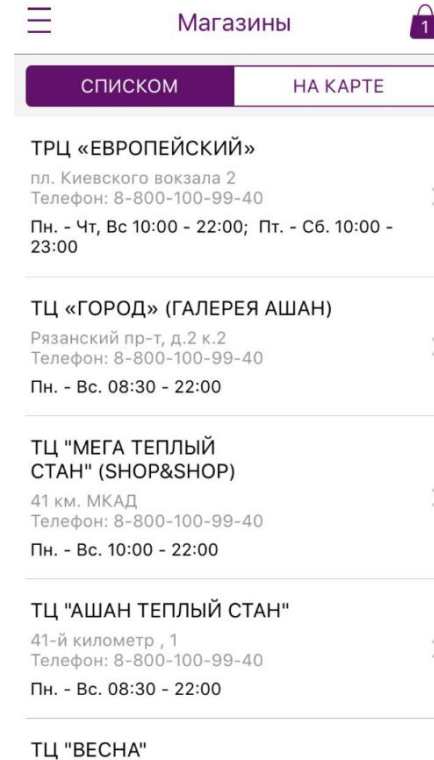 Магазины
1
СПИСКОМ
НА КАРТЕ
ТРЦ «ЕВРОПЕЙСКИЙ»
пл. Киевского вокзала 2
Телефон: 8-800-100-99-40
Пн. - Чт, Вс 10:00 - 22:00; Пт. - Сб. 10:00 -
23:00
ТЦ «ГОРОД» (ГАЛЕРЕЯ АШАН)
Рязанский пр-т, д.2 к.2
Телефон: 8-800-100-99-40
Пн. - Вс. 08:30 - 22:00
ТЦ "МЕГА ТЕПЛЫЙ
СТАН" (SHOP&SHOP)
41 км. МКАД
Телефон: 8-800-100-99-40
Пн. - Вс. 10:00 - 22:00
ТЦ "АШАН ТЕПЛЫЙ СТАН"
41-й километр , 1
Телефон: 8-800-100-99-40
Пн. - Вс. 08:30 - 22:00
ТЦ "ВЕСНА"